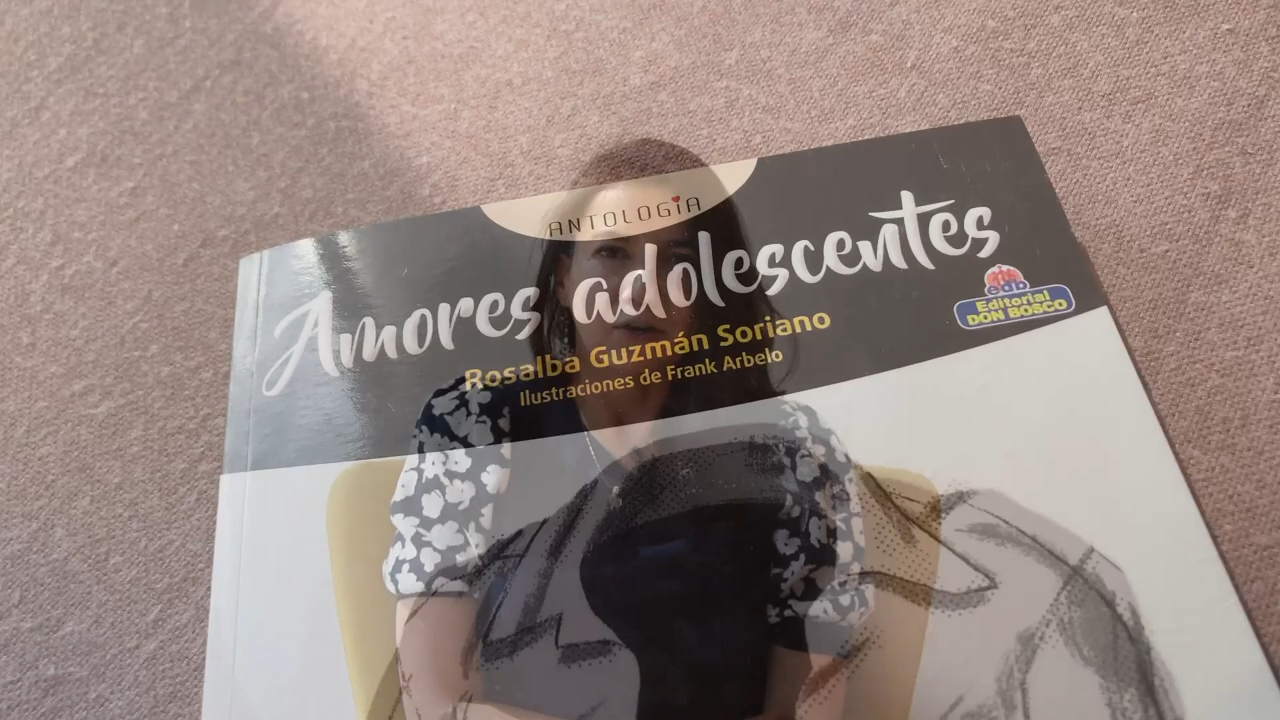 ANTOLOGÍA
Amores adolescentes
Rosalba Guzmán Soriano
Ilustraciones de Frank Arbelo
edb
Editorial
DON BOSCO